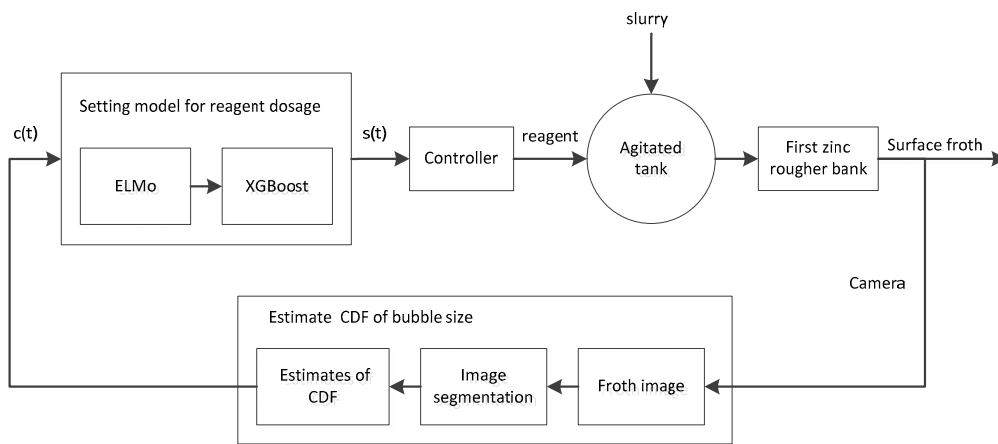 slurry
Setting model for reagent dosage
c(t)
ELMo
XGBoost
s(t)
Controller
reagent
Agitated
tank
First zinc
rougher bank
Surface froth
Camera
Estimate CDF of bubble size
Estimates of
CDF
Image
segmentation
Froth image